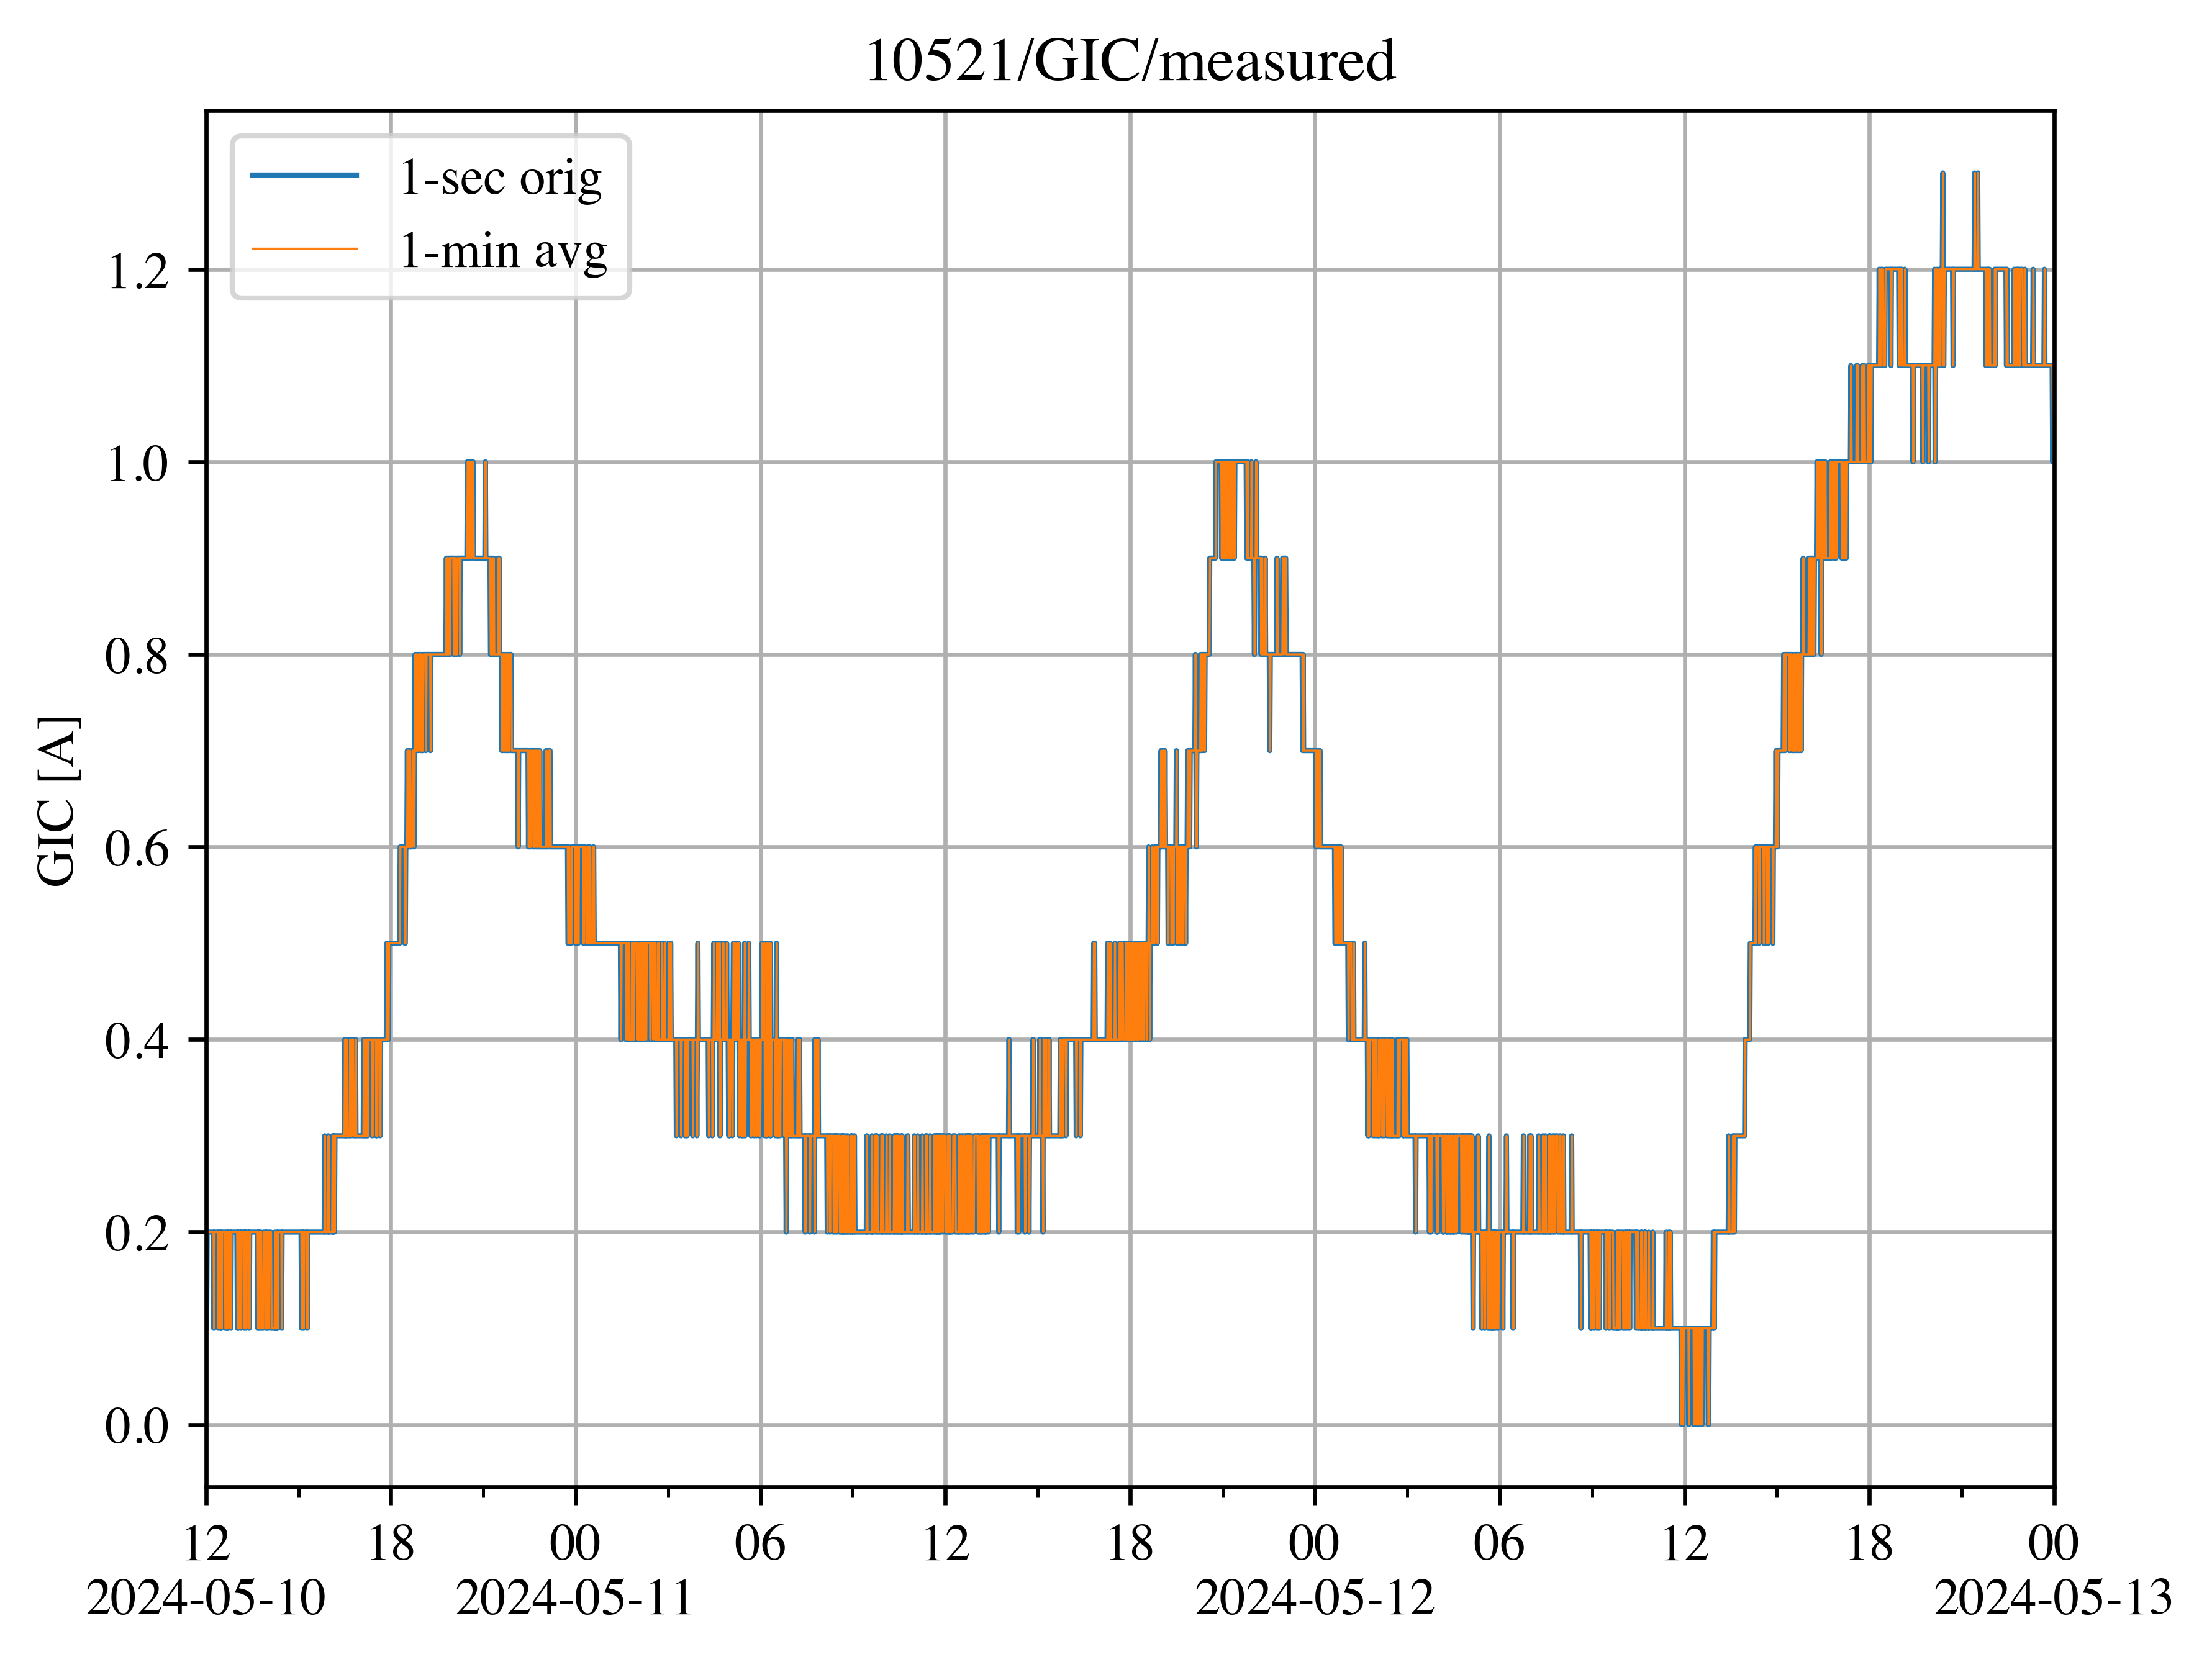 10521/GIC/measured
1-sec orig
1-min avg
GIC [A]
1.2
1.0
0.8
0.6
0.4
0.2
0.0
12 18 00 06 12 18 00 06 12 18 00
2024-05-10 2024-05-11 2024-05-12 2024-05-13